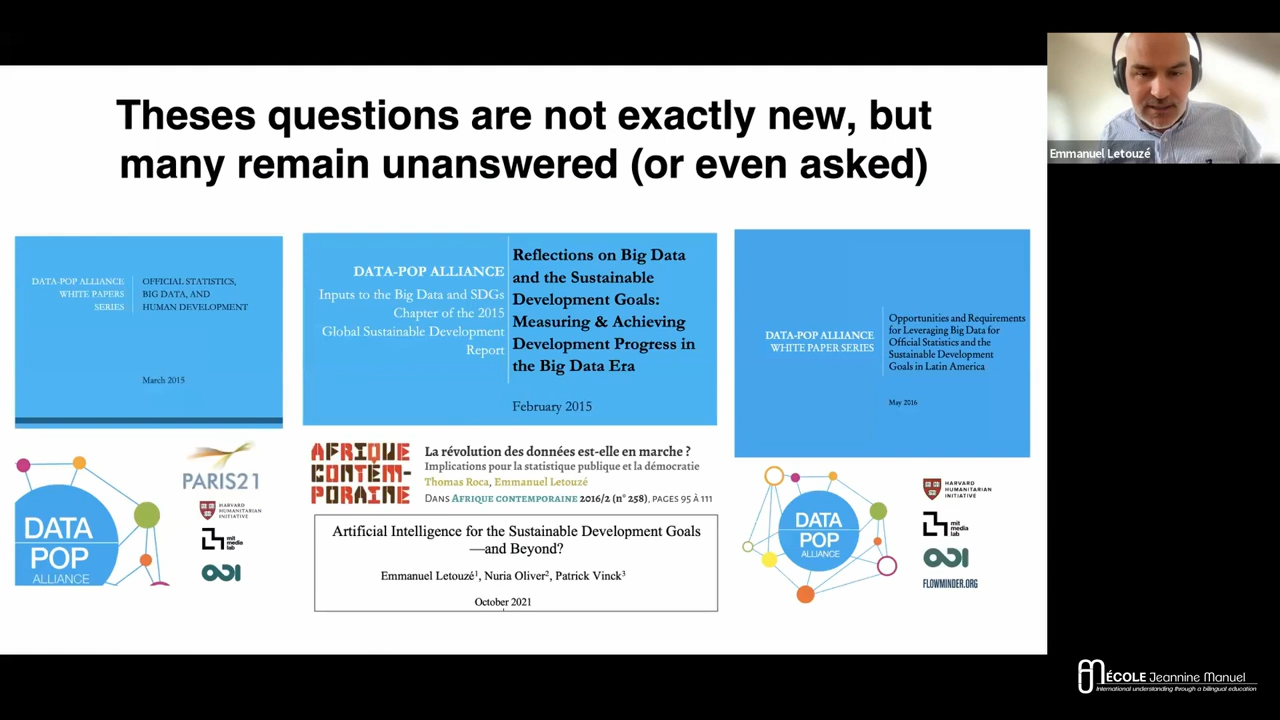 Theses questions are not exactly new, but
many remain unanswered (or even asked)
Emmanuel Letouzé
DATA-POP ALLIANCE
WHITE PAPERS
SERIES
OFFICIAL STATISTICS,
BIG DATA, AND
HUMAN DEVELOPMENT
March 2015
DATA-POP ALLIANCE
Inputs to the Big Data and SDGs
Chapter of the 2015
Global Sustainable Development
Report
Reflections on Big Data
and the Sustainable
Development Goals:
Measuring & Achieving
Development Progress in
the Big Data Era
February 2015
DATA-POP ALLIANCE
WHITE PAPER SERIES
Opportunities and Requirements
for Leveraging Big Data for
Official Statistics and the
Sustainable Development
Goals in Latin America
May 2016
DATA
POP
ALLIANCE
PARIS21
HARVARD
HUMANITARIAN
INITIATIVE
mit
media
lab
ODI
AFRIQUE
CONTEM-
PORAINE
La révolution des données est-elle en marche ?
Implications pour la statistique publique et la démocratie
Thomas Roca, Emmanuel Letouzé
Dans Afrique contemporaine 2016/2 (n° 258), pages 95 à 111
Artificial Intelligence for the Sustainable Development Goals
—and Beyond?
Emmanuel Letouzé¹, Nuria Oliver², Patrick Vinck³
October 2021
DATA
POP
ALLIANCE
HARVARD
HUMANITARIAN
INITIATIVE
mit
media
lab
ODI
FLOWMINDER.ORG
ÉCOLE Jeannine Manuel
International understanding through a bilingual education